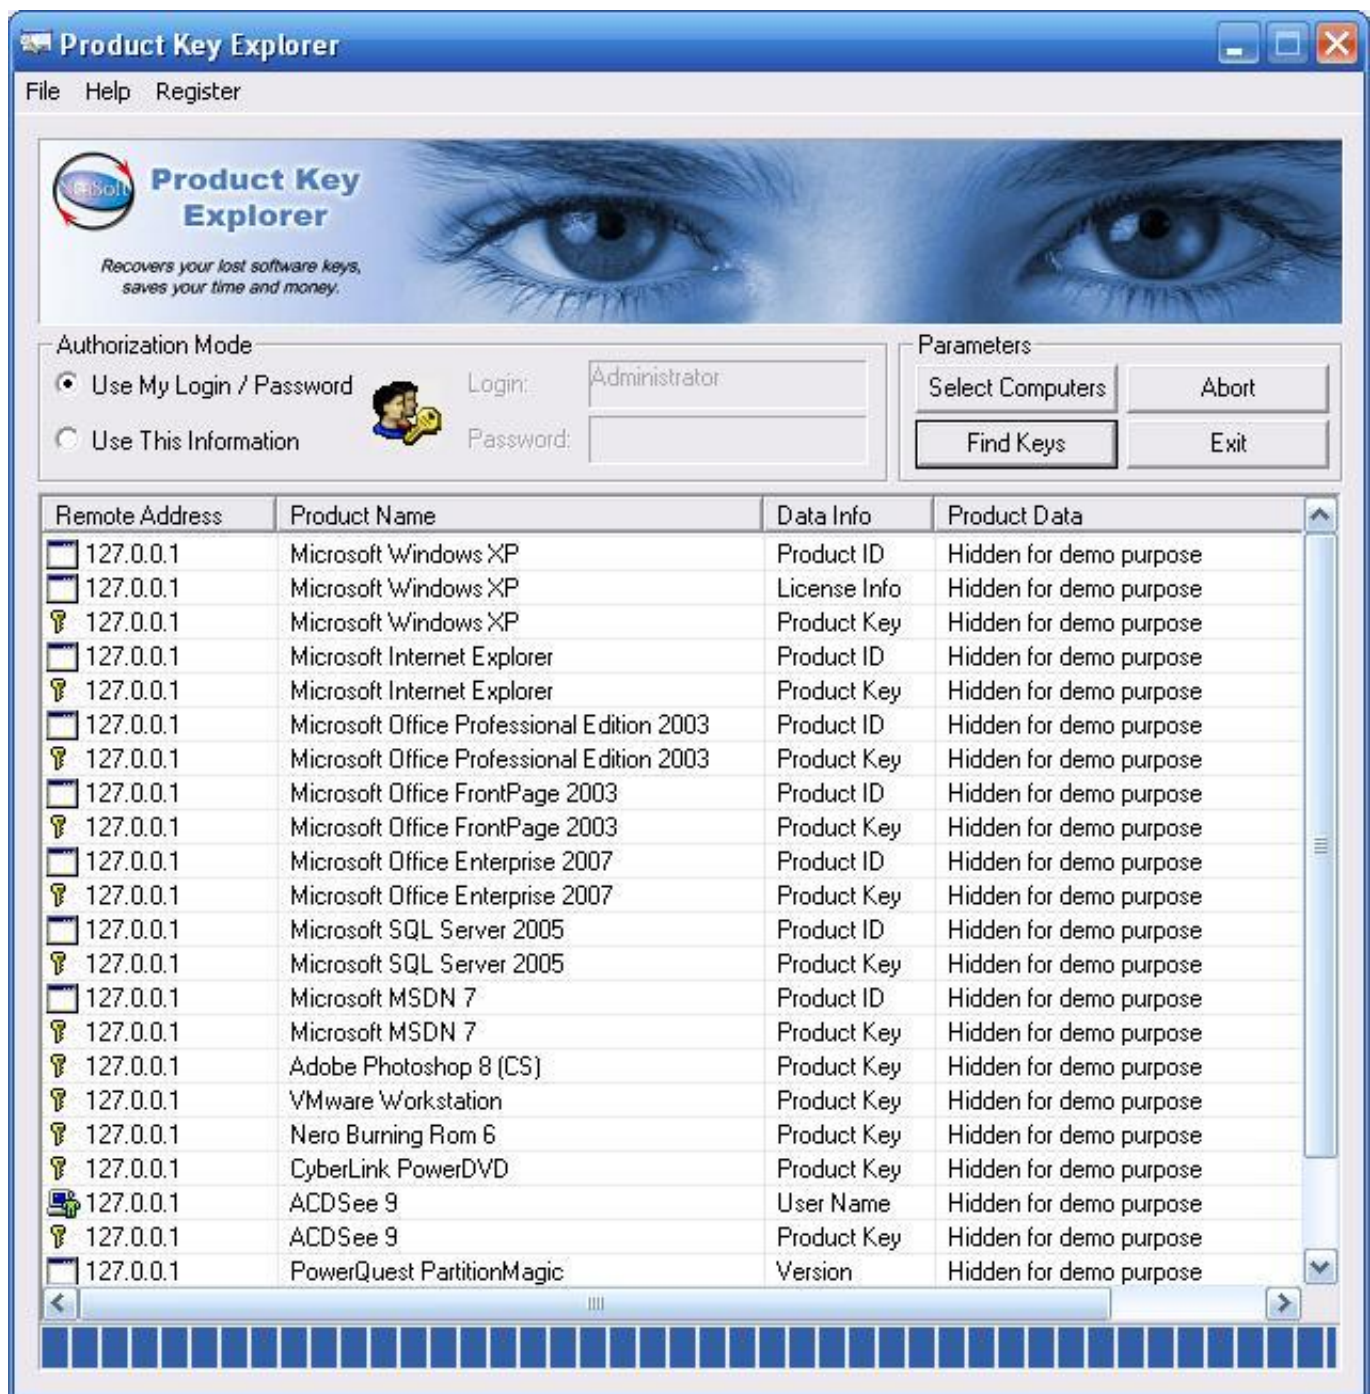 Product Key Explorer
File Help Register
NsaSoft
Product Key
Explorer
Recovers your lost software keys,
saves your time and money.
Authorization Mode
Use My Login / Password
Login:
Administrator
Use This Information
Password:
Parameters
Select Computers Abort
Find Keys Exit
Remote Address Product Name Data Info Product Data
127.0.0.1 Microsoft Windows XP Product ID Hidden for demo purpose
127.0.0.1 Microsoft Windows XP License Info Hidden for demo purpose
127.0.0.1 Microsoft Windows XP Product Key Hidden for demo purpose
127.0.0.1 Microsoft Internet Explorer Product ID Hidden for demo purpose
127.0.0.1 Microsoft Internet Explorer Product Key Hidden for demo purpose
127.0.0.1 Microsoft Office Professional Edition 2003 Product ID Hidden for demo purpose
127.0.0.1 Microsoft Office Professional Edition 2003 Product Key Hidden for demo purpose
127.0.0.1 Microsoft Office FrontPage 2003 Product ID Hidden for demo purpose
127.0.0.1 Microsoft Office FrontPage 2003 Product Key Hidden for demo purpose
127.0.0.1 Microsoft Office Enterprise 2007 Product ID Hidden for demo purpose
127.0.0.1 Microsoft Office Enterprise 2007 Product Key Hidden for demo purpose
127.0.0.1 Microsoft SQL Server 2005 Product ID Hidden for demo purpose
127.0.0.1 Microsoft SQL Server 2005 Product Key Hidden for demo purpose
127.0.0.1 Microsoft MSDN 7 Product ID Hidden for demo purpose
127.0.0.1 Microsoft MSDN 7 Product Key Hidden for demo purpose
127.0.0.1 Adobe Photoshop 8 (CS) Product Key Hidden for demo purpose
127.0.0.1 VMware Workstation Product Key Hidden for demo purpose
127.0.0.1 Nero Burning Rom 6 Product Key Hidden for demo purpose
127.0.0.1 CyberLink PowerDVD Product Key Hidden for demo purpose
127.0.0.1 ACDSee 9 User Name Hidden for demo purpose
127.0.0.1 ACDSee 9 Product Key Hidden for demo purpose
127.0.0.1 PowerQuest PartitionMagic Version Hidden for demo purpose